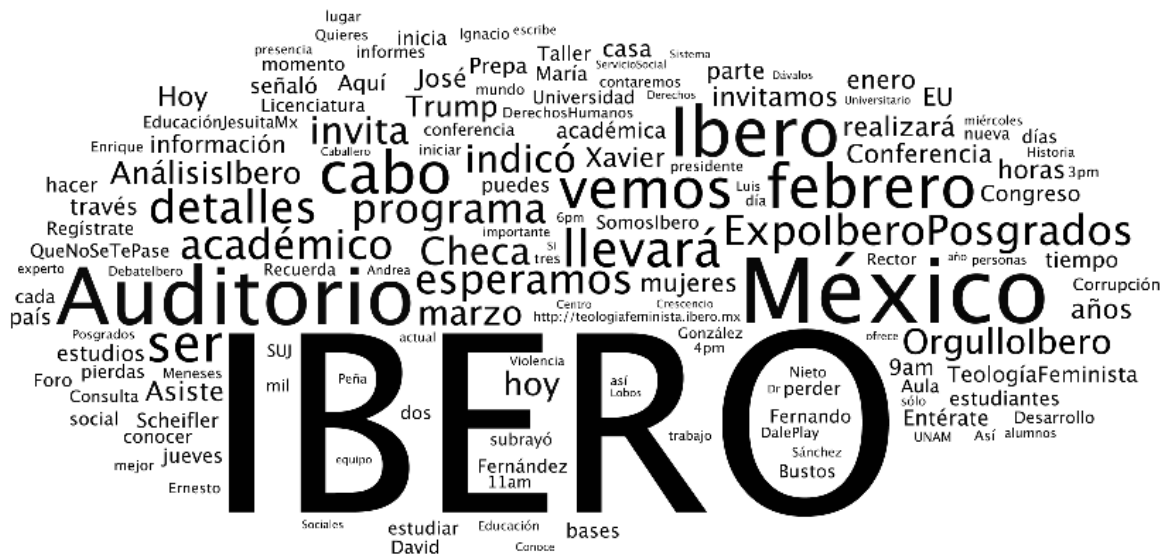 lugar
Quieres inicia Ignacio escribe
presencia informes Taller casa Sistema
momento Prepa ServicioSocial
señaló Aquí José María contaremos parte Dávalos enero
Hoy mundo Universidad Derechos invitamos Universitario EU
Licenciatura Trump DerechosHumanos
EducaciónJesuitaMx invita conferencia académica Ibero realizará miércoles nueva días
Enrique información Caballero iniciar indicó Xavier presidente Conferencia Historia
AnálisisIbero cabo puedes vemos Luis día febrero horas 3pm
hacer Congreso
través detalles programa 6pm SomosIbero
Regístrate importante ExpoIberoPosgrados
QueNoSeTePase académico Checa si tres llevará Rector año personas tiempo
experto DebateIbero Recuerda Andrea esperamos mujeres México Corrupción
cada Auditorio Centro Crescencio años
país marzo http://teologiafeminista.ibero.mx
Posgrados ser actual González ofrece OrgulloIbero
estudios SUJ Violencia 4pm
pierdas Meneses Peña hoy así Nieto 9am TeologíaFeminista
Foro mil Lobos Dr perder Aula
Consulta Asiste sólo estudiantes
social Scheifler dos Fernando Entérate Desarrollo
conocer subrayó trabajo DalePlay UNAM Así alumnos
jueves IBERO Sánchez
mejor equipo Fernández Bustos
Ernesto 11am
Sociales estudiar Educación bases
David Conoce